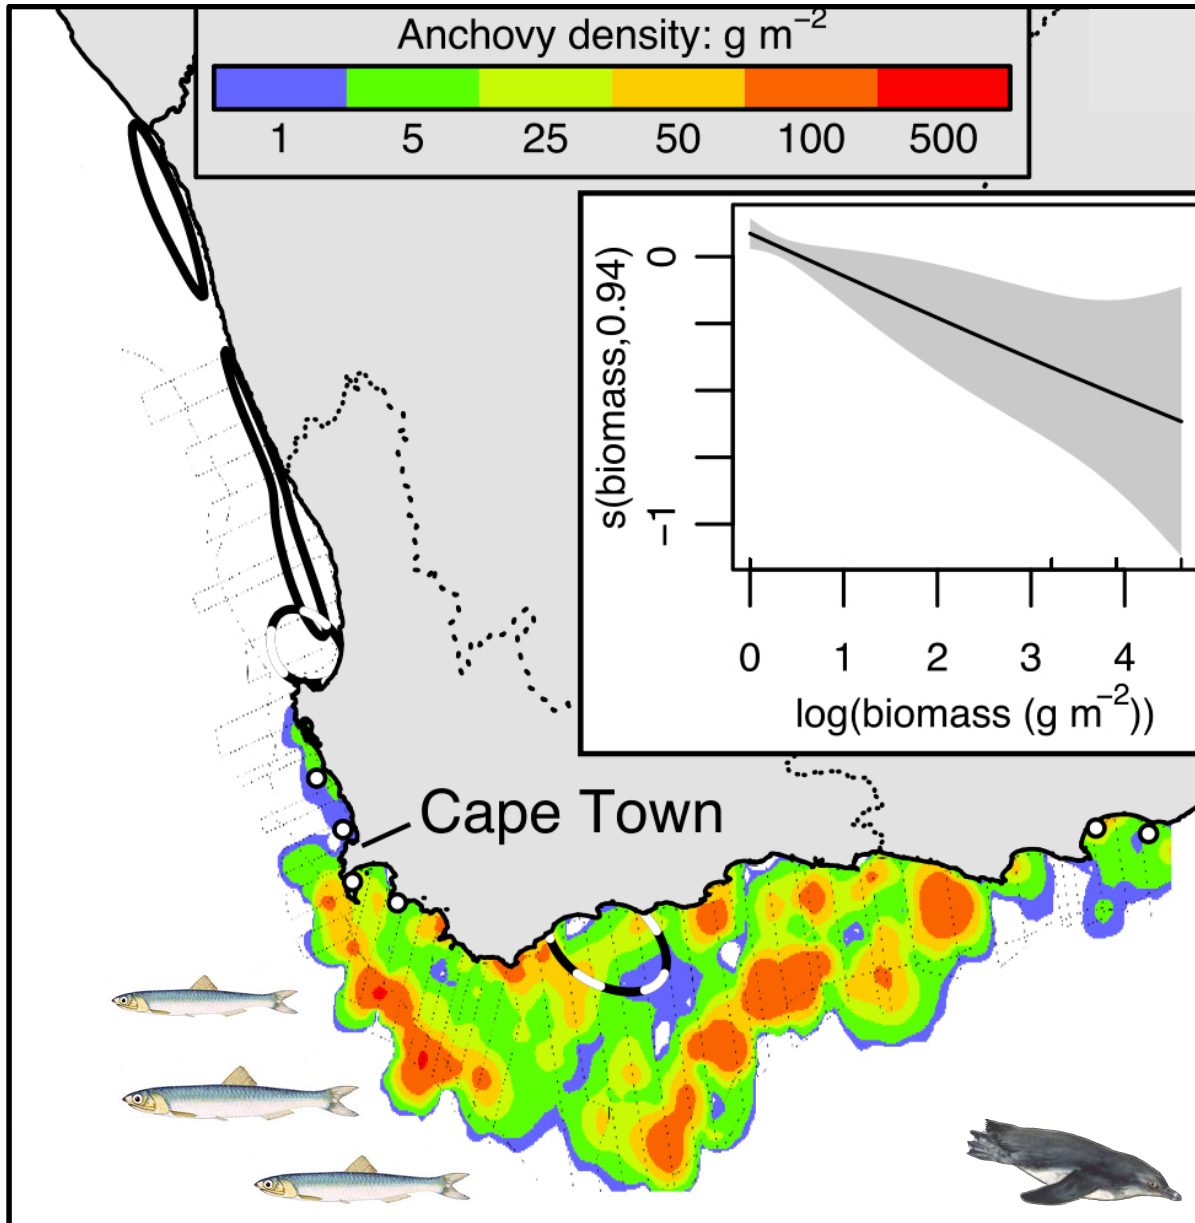 Anchovy density: g m⁻²
1 5 25 50 100 500
s(biomass,0.94)
0
−1
0 1 2 3 4
log(biomass (g m⁻²))
Cape Town